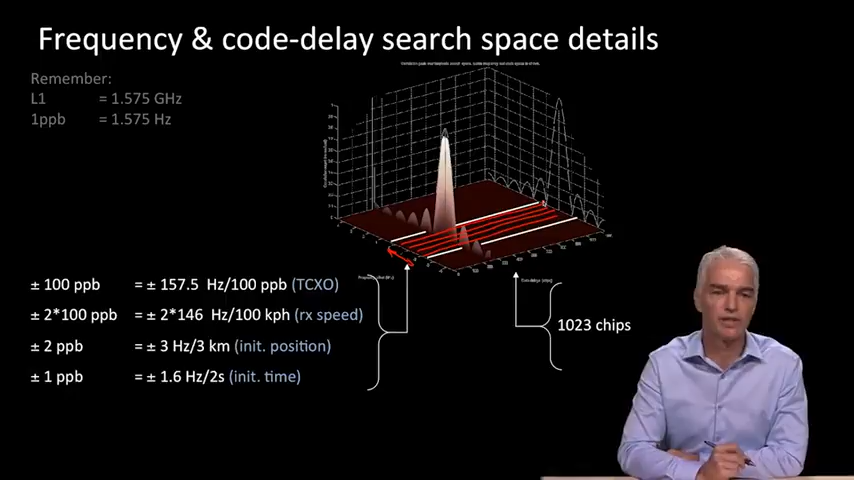 Frequency & code-delay search space details
Remember:
L1 = 1.575 GHz
1ppb = 1.575 Hz
± 100 ppb = ± 157.5 Hz/100 ppb (TCXO)
± 2*100 ppb = ± 2*146 Hz/100 kph (rx speed)
± 2 ppb = ± 3 Hz/3 km (init. position)
± 1 ppb = ± 1.6 Hz/2s (init. time)
1023 chips